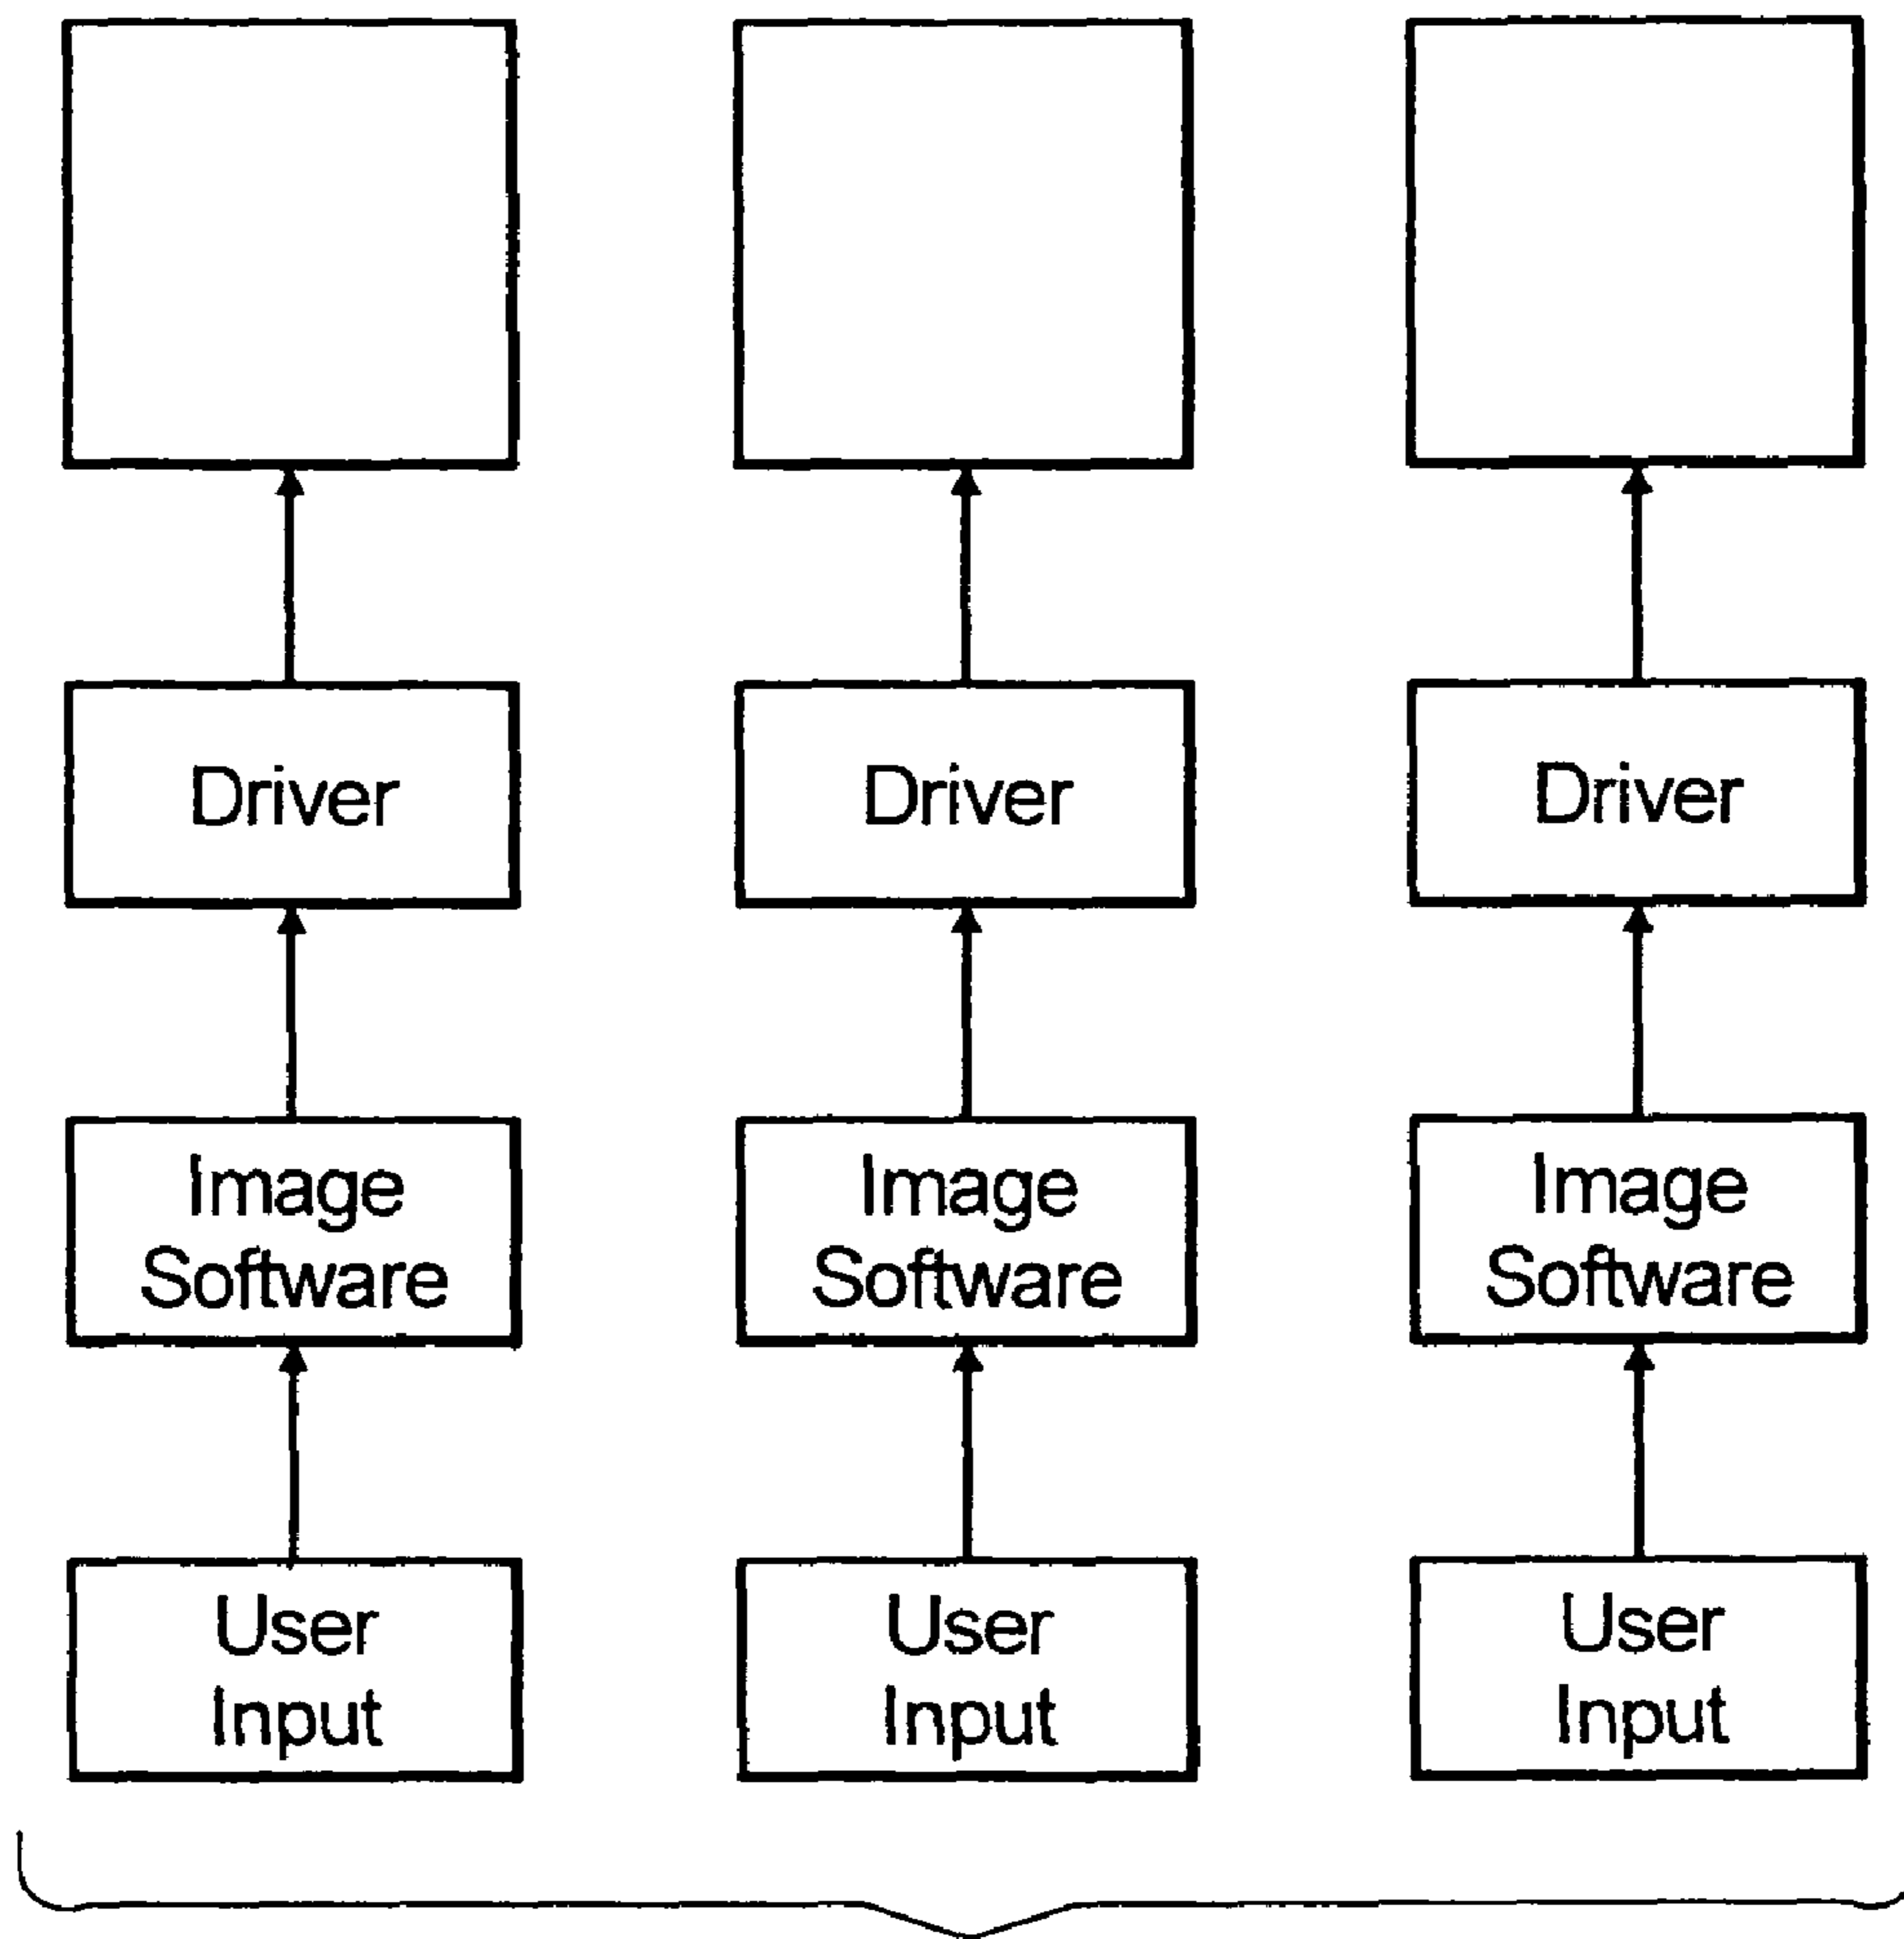 Driver
Driver
Driver
Image
Software
Image
Software
Image
Software
User
Input
User
Input
User
Input